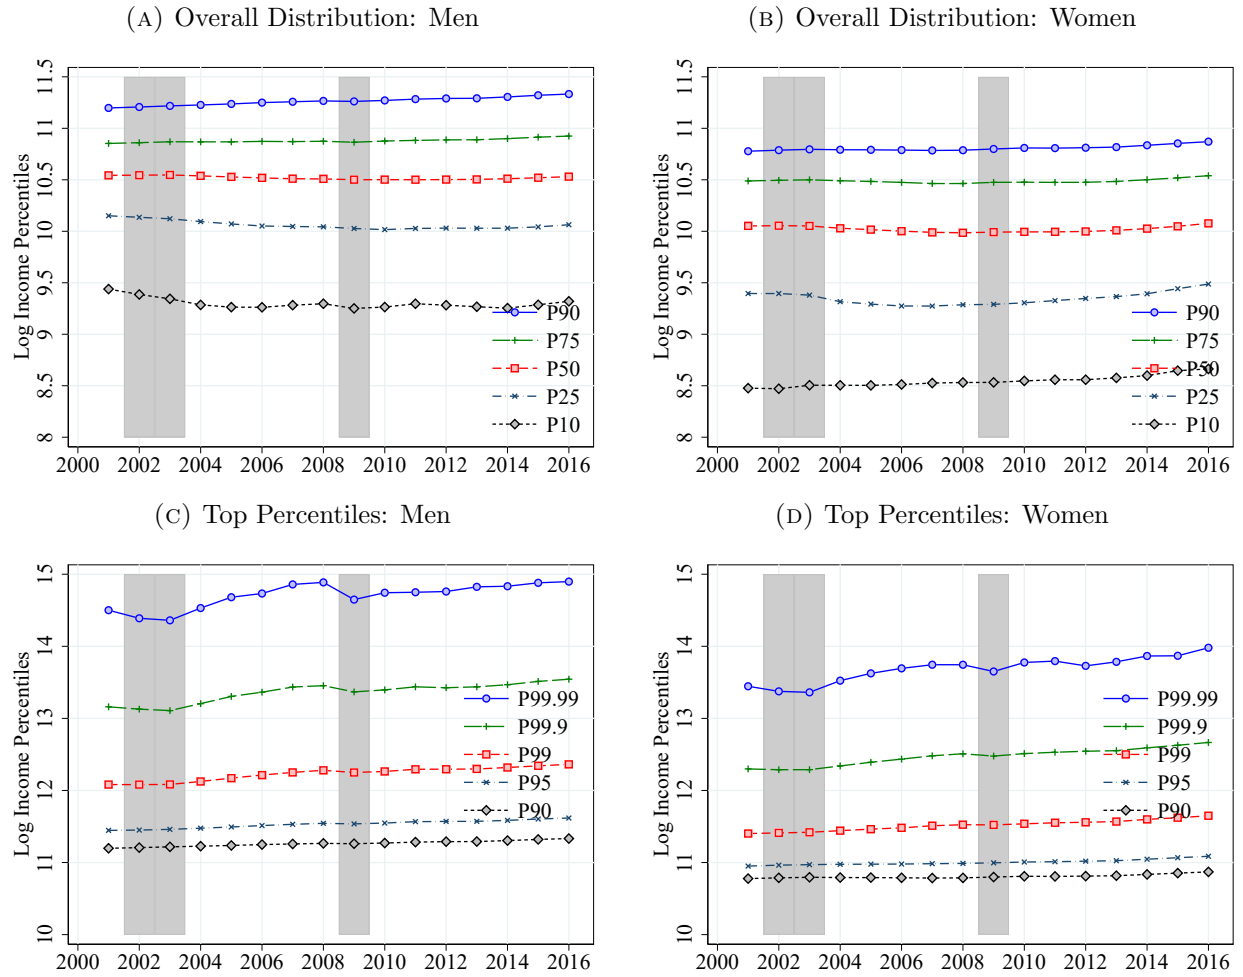 (A) Overall Distribution: Men
Log Income Percentiles
11.5
11
10.5
10
9.5
9
8.5
8
P90
P75
P50
P25
P10
2000 2002 2004 2006 2008 2010 2012 2014 2016
(B) Overall Distribution: Women
Log Income Percentiles
11.5
11
10.5
10
9.5
9
8.5
8
P90
P75
P50
P25
P10
2000 2002 2004 2006 2008 2010 2012 2014 2016
(C) Top Percentiles: Men
Log Income Percentiles
15
14
13
12
11
10
P99.99
P99.9
P99
P95
P90
2000 2002 2004 2006 2008 2010 2012 2014 2016
(D) Top Percentiles: Women
Log Income Percentiles
15
14
13
12
11
10
P99.99
P99.9
P99
P95
P90
2000 2002 2004 2006 2008 2010 2012 2014 2016